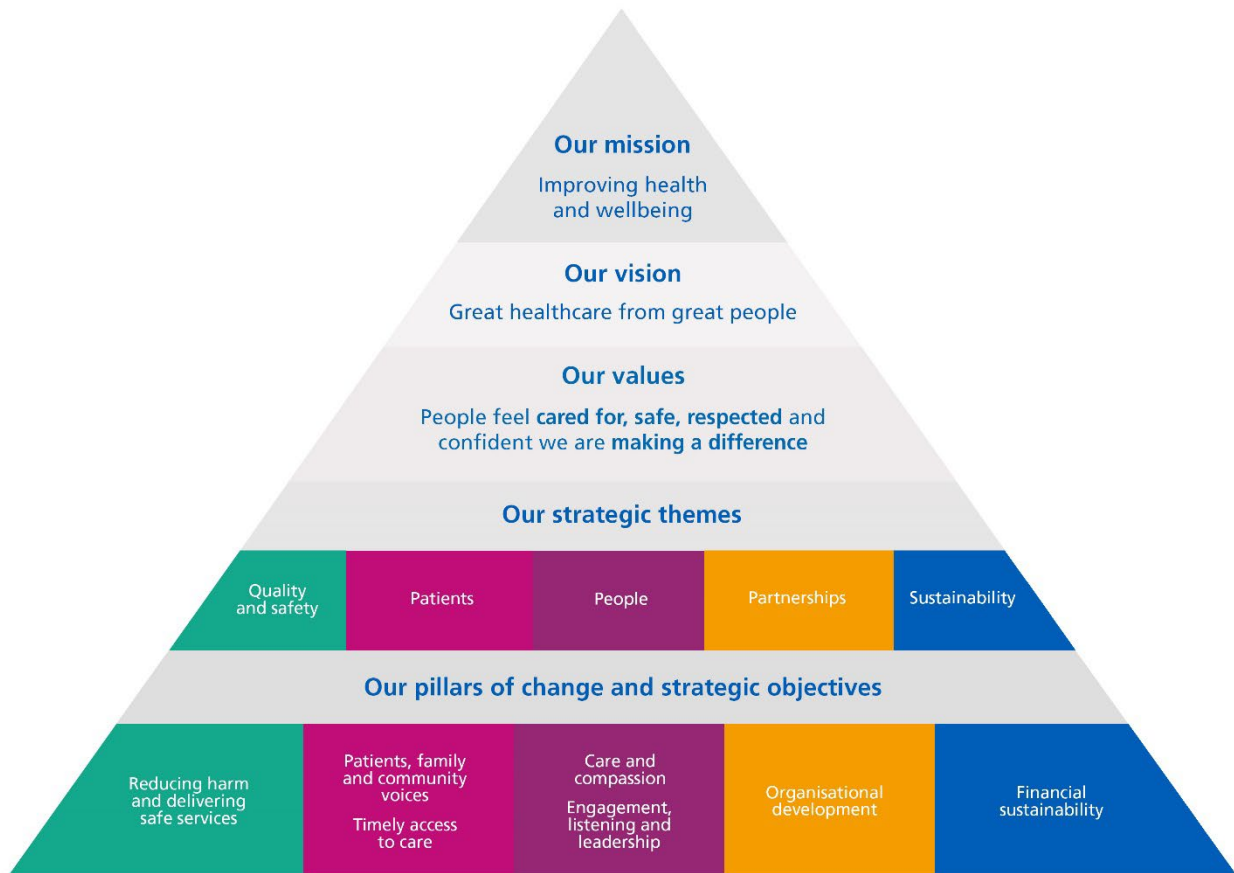 Our mission
Improving health
and wellbeing
Our vision
Great healthcare from great people
Our values
People feel cared for, safe, respected and
confident we are making a difference
Our strategic themes
Quality
and safety
Patients
People
Partnerships
Sustainability
Our pillars of change and strategic objectives
Reducing harm
and delivering
safe services
Patients, family
and community
voices
Timely access
to care
Care and
compassion
Engagement,
listening and
leadership
Organisational
development
Financial
sustainability